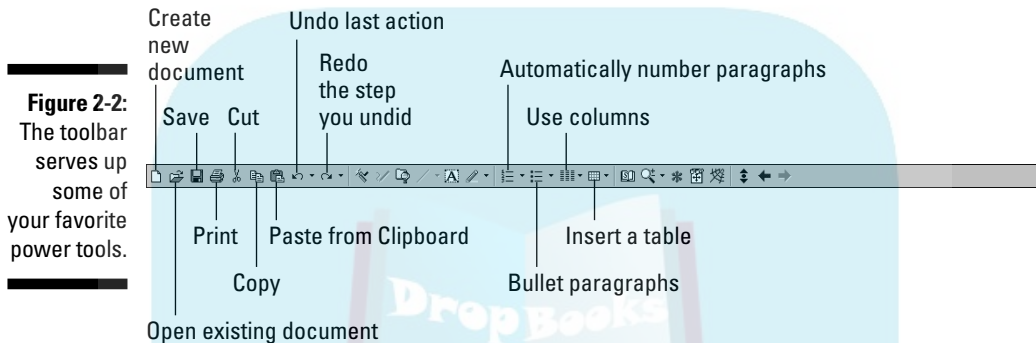 Create
new
document
Undo last action
Redo
the step
you undid
Automatically number paragraphs
Figure 2-2:
The toolbar
serves up
some of
your favorite
power tools.
Save
Cut
Use columns
Print
Paste from Clipboard
Insert a table
Copy
Bullet paragraphs
Open existing document
DropBooks